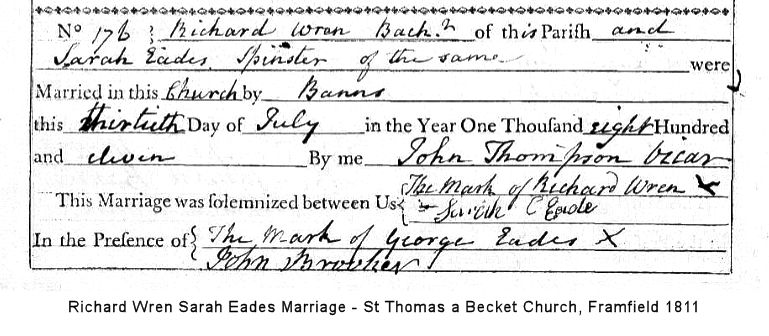 No 176 : Richard Wren Bachr of this Parish and
Sarah Eades Spinster of the same were
Married in this Church by Banns
this thirtieth Day of July in the Year One Thousand eight Hundred
and eleven By me John Thompson Vicar
This Marriage was solemnized between Us { The Mark of Richard Wren X
Sarah Eade
In the Presence of { The Mark of George Eades X
John Brooker
Richard Wren Sarah Eades Marriage - St Thomas a Becket Church, Framfield 1811